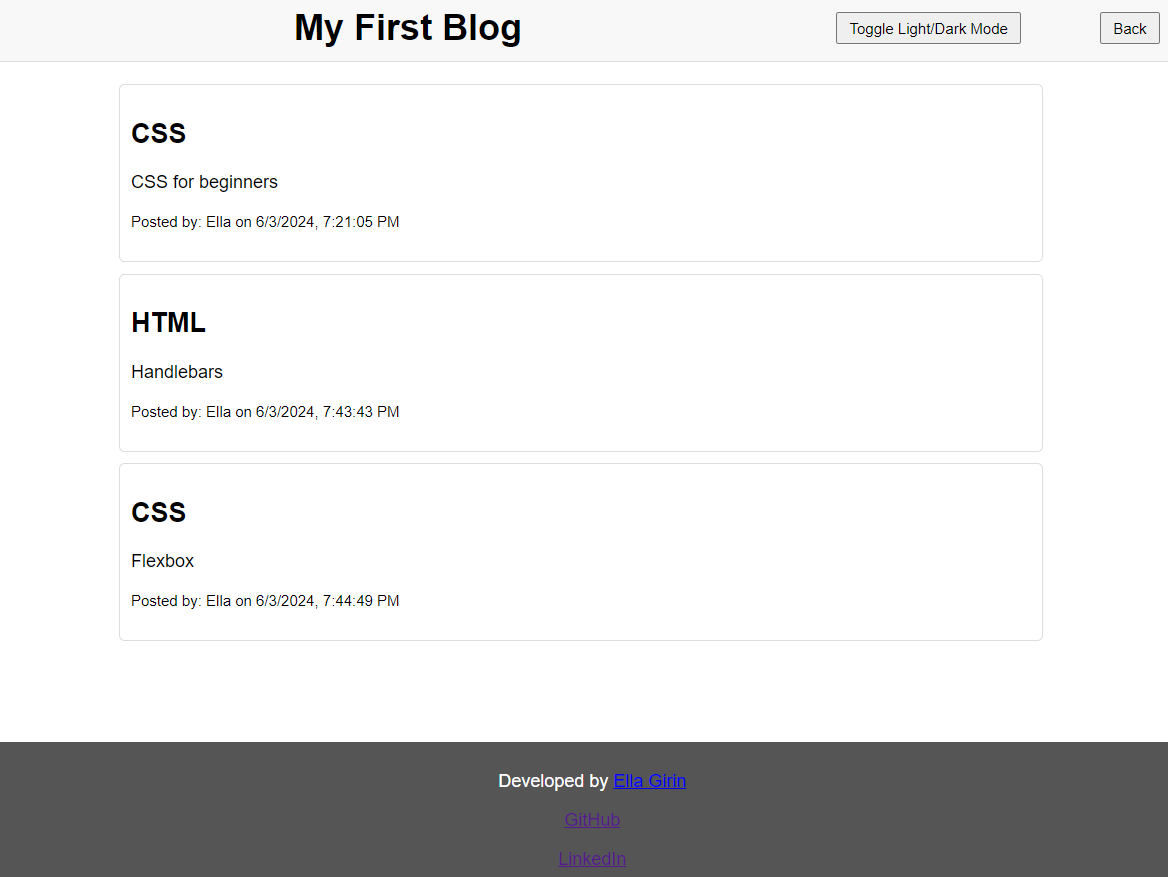 My First Blog
Toggle Light/Dark Mode
Back
CSS
CSS for beginners
Posted by: Ella on 6/3/2024, 7:21:05 PM
HTML
Handlebars
Posted by: Ella on 6/3/2024, 7:43:43 PM
CSS
Flexbox
Posted by: Ella on 6/3/2024, 7:44:49 PM
Developed by Ella Girin
GitHub
LinkedIn